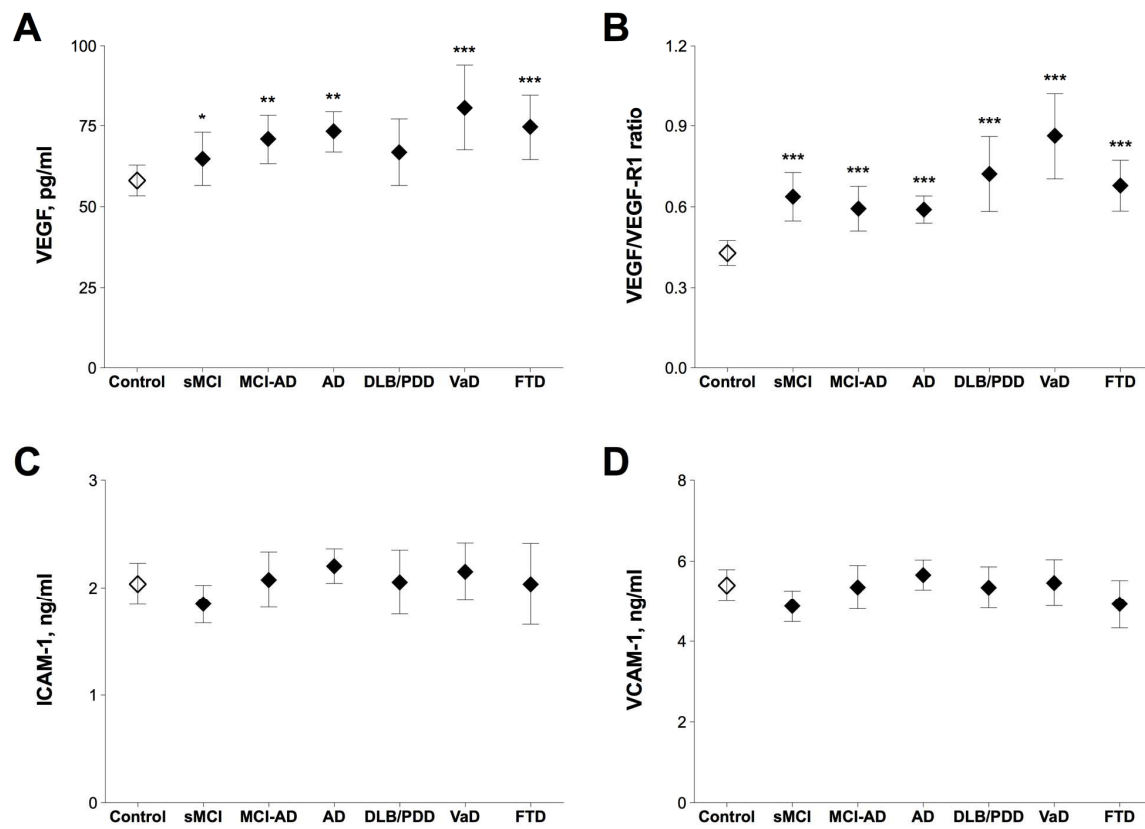 A
VEGF, pg/ml
100
75
50
25
0
*
**
**
***
***
Control sMCI MCI-AD AD DLB/PDD VaD FTD
B
VEGF/VEGF-R1 ratio
1.2
0.9
0.6
0.3
0.0
***
***
***
***
***
***
Control sMCI MCI-AD AD DLB/PDD VaD FTD
C
ICAM-1, ng/ml
3
2
1
0
Control sMCI MCI-AD AD DLB/PDD VaD FTD
D
VCAM-1, ng/ml
8
6
4
2
0
Control sMCI MCI-AD AD DLB/PDD VaD FTD